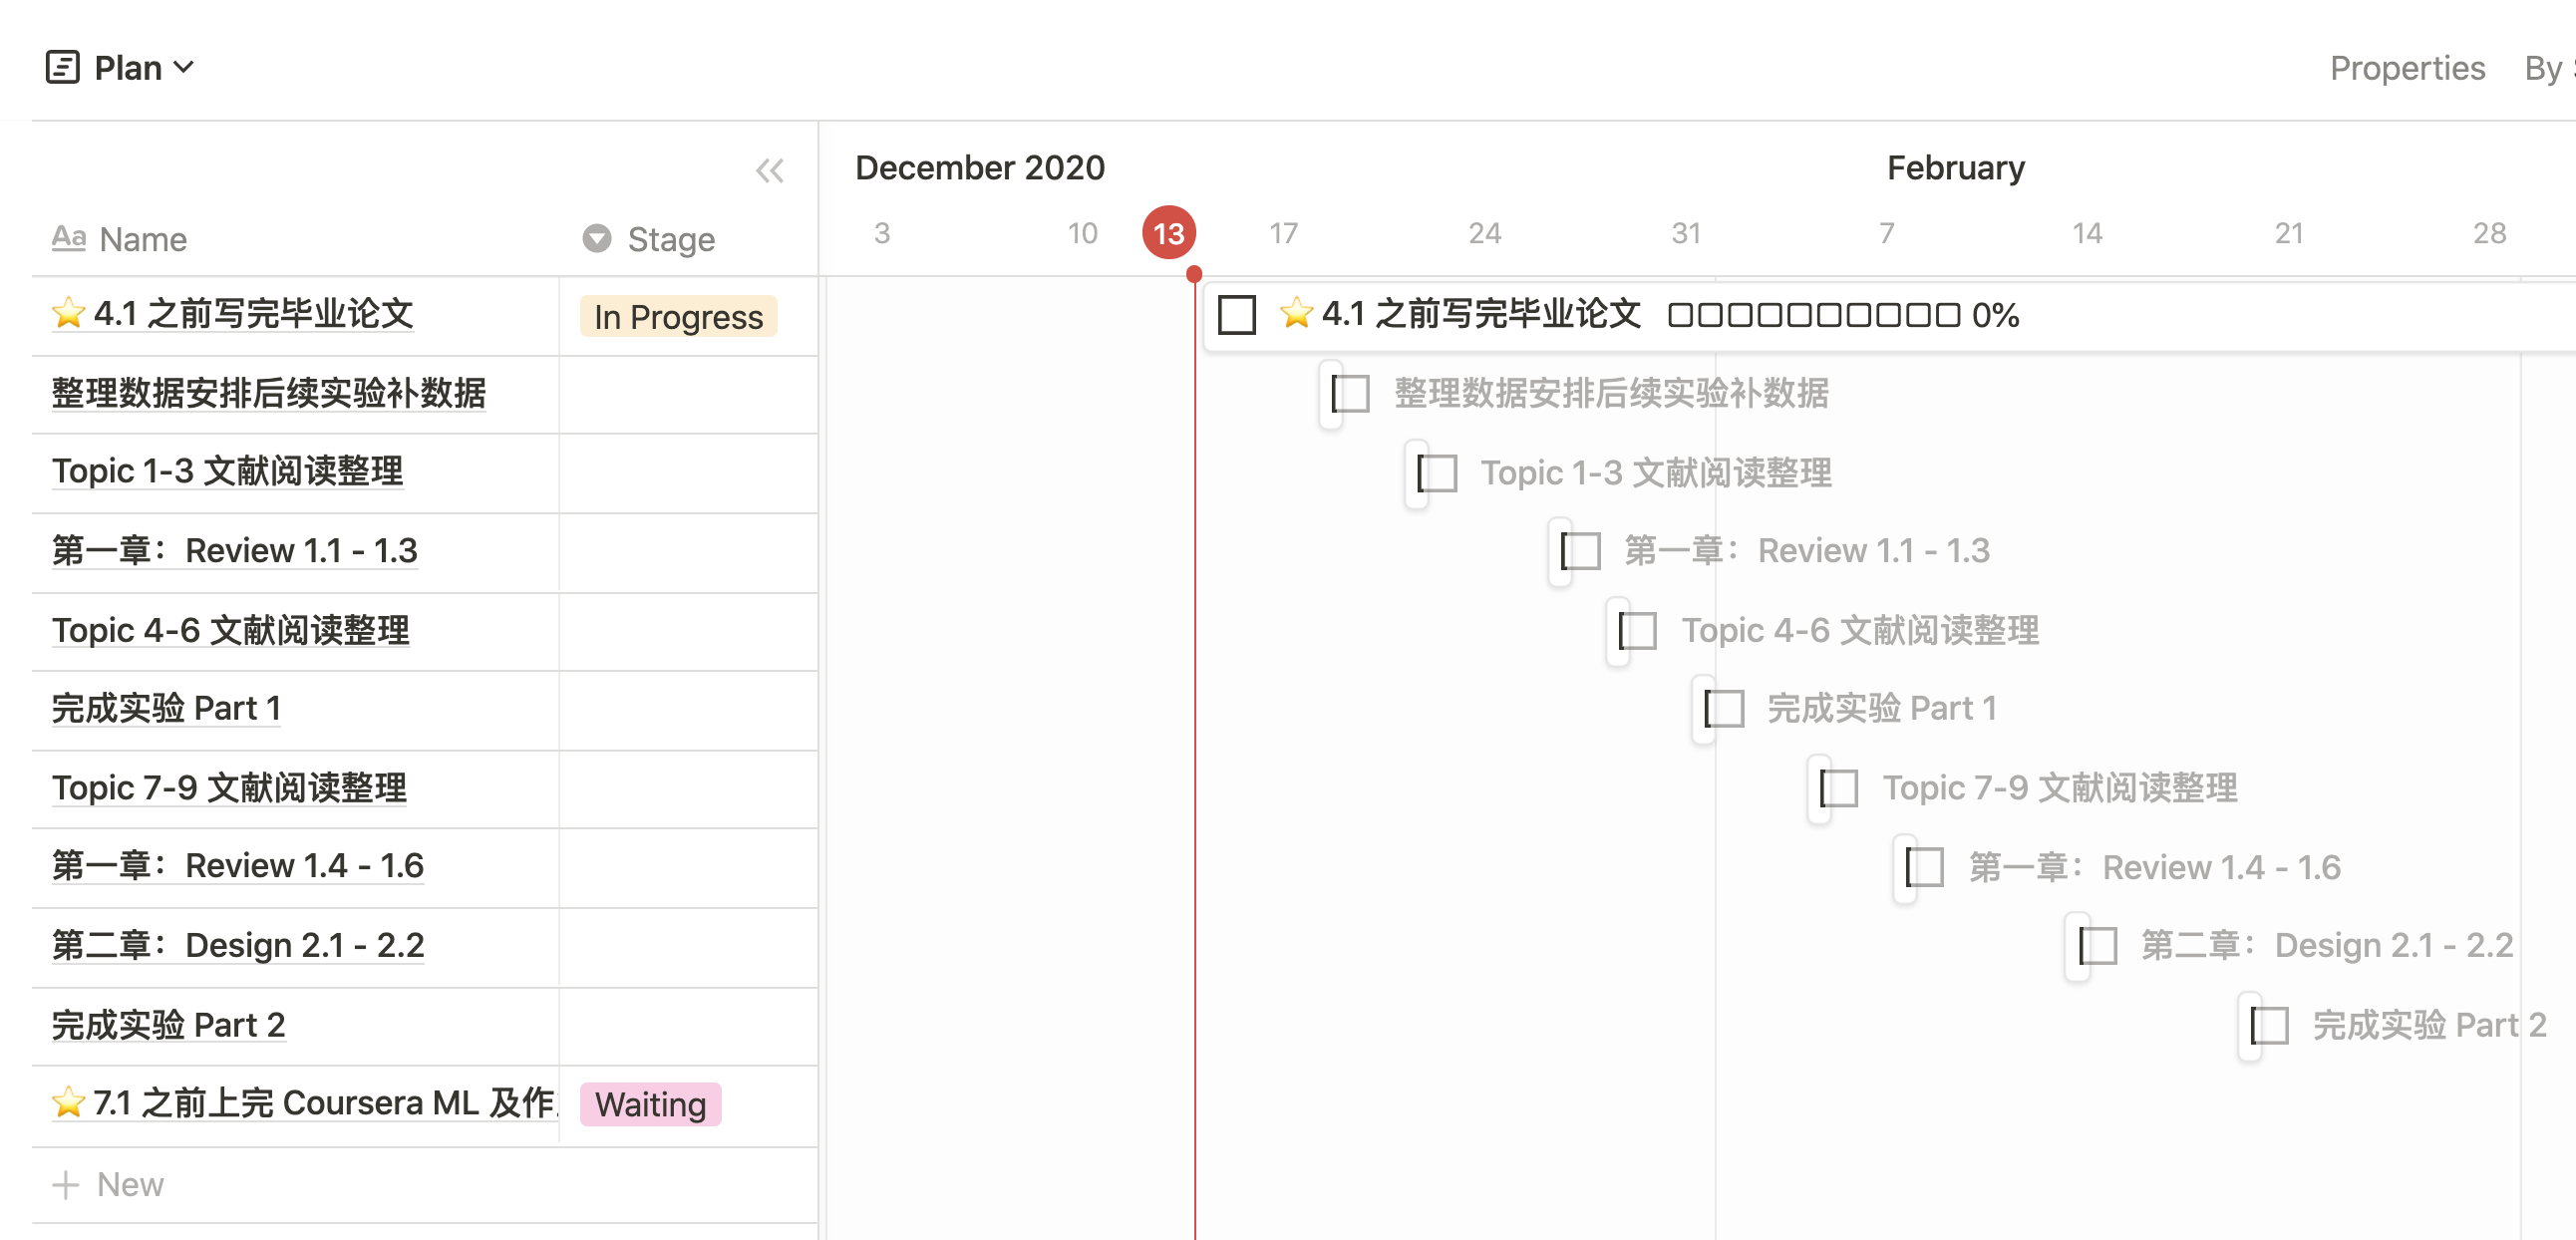 Plan
Properties By S
December 2020 February
Aa Name Stage
3 10 13 17 24 31 7 14 21 28
⭐ 4.1 之前写完毕业论文 In Progress ⭐ 4.1 之前写完毕业论文 ▢▢▢▢▢▢▢▢▢▢ 0%
整理数据安排后续实验补数据 整理数据安排后续实验补数据
Topic 1-3 文献阅读整理 Topic 1-3 文献阅读整理
第一章：Review 1.1 - 1.3 第一章：Review 1.1 - 1.3
Topic 4-6 文献阅读整理 Topic 4-6 文献阅读整理
完成实验 Part 1 完成实验 Part 1
Topic 7-9 文献阅读整理 Topic 7-9 文献阅读整理
第一章：Review 1.4 - 1.6 第一章：Review 1.4 - 1.6
第二章：Design 2.1 - 2.2 第二章：Design 2.1 - 2.2
完成实验 Part 2 完成实验 Part 2
⭐ 7.1 之前上完 Coursera ML 及作 Waiting
New